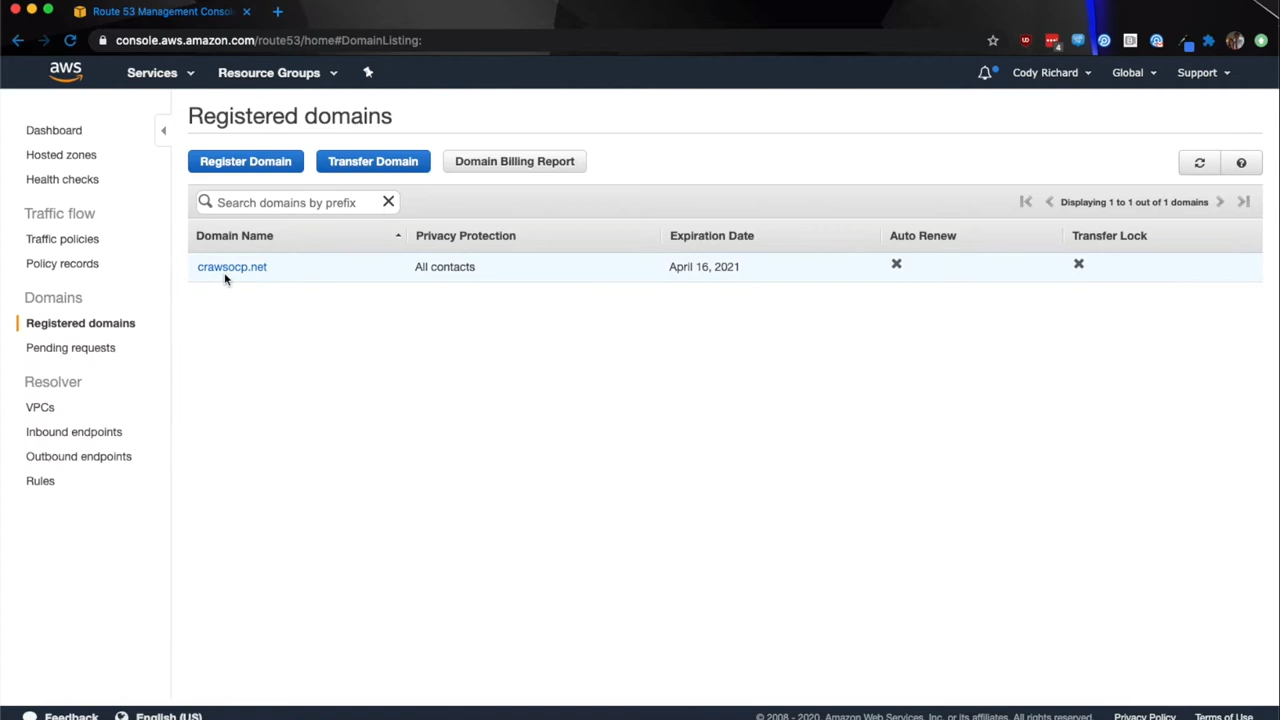 Route 53 Management Consol
console.aws.amazon.com/route53/home#DomainListing:
4
aws
Services
Resource Groups
Cody Richard
Global
Support
Dashboard
Hosted zones
Health checks
Traffic flow
Traffic policies
Policy records
Domains
Registered domains
Pending requests
Resolver
VPCs
Inbound endpoints
Outbound endpoints
Rules
Registered domains
Register Domain
Transfer Domain
Domain Billing Report
Search domains by prefix
Displaying 1 to 1 out of 1 domains
Domain Name
Privacy Protection
Expiration Date
Auto Renew
Transfer Lock
crawsocp.net
All contacts
April 16, 2021
Feedback
English (US)
© 2008 - 2020, Amazon Web Services, Inc. or its affiliates. All rights reserved.
Privacy Policy
Terms of Use